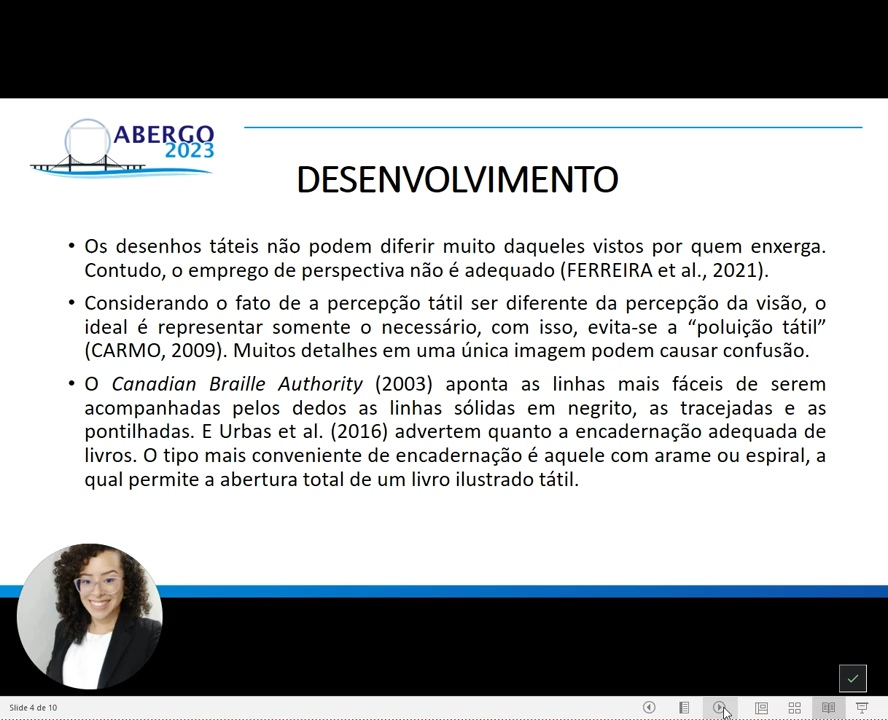 ABERGO
2023
DESENVOLVIMENTO
• Os desenhos táteis não podem diferir muito daqueles vistos por quem enxerga.
Contudo, o emprego de perspectiva não é adequado (FERREIRA et al., 2021).
• Considerando o fato de a percepção tátil ser diferente da percepção da visão, o
ideal é representar somente o necessário, com isso, evita-se a “poluição tátil”
(CARMO, 2009). Muitos detalhes em uma única imagem podem causar confusão.
• O Canadian Braille Authority (2003) aponta as linhas mais fáceis de serem
acompanhadas pelos dedos as linhas sólidas em negrito, as tracejadas e as
pontilhadas. E Urbas et al. (2016) advertem quanto a encadernação adequada de
livros. O tipo mais conveniente de encadernação é aquele com arame ou espiral, a
qual permite a abertura total de um livro ilustrado tátil.
Slide 4 de 10